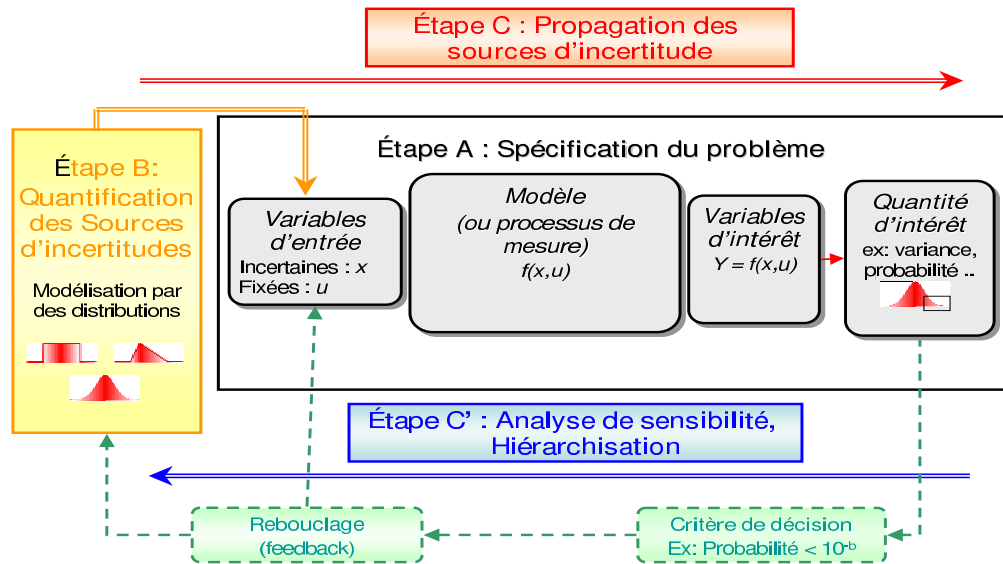 Étape C : Propagation des
sources d'incertitude
Étape B:
Quantification
des Sources
d'incertitudes
Modélisation par
des distributions
Étape A : Spécification du problème
Variables
d'entrée
Incertaines : x
Fixées : u
Modèle
(ou processus de
mesure)
f(x,u)
Variables
d'intérêt
Y = f(x,u)
Quantité
d'intérêt
ex: variance,
probabilité ..
Étape C' : Analyse de sensibilité,
Hiérarchisation
Rebouclage
(feedback)
Critère de décision
Ex: Probabilité < 10⁻ᵇ